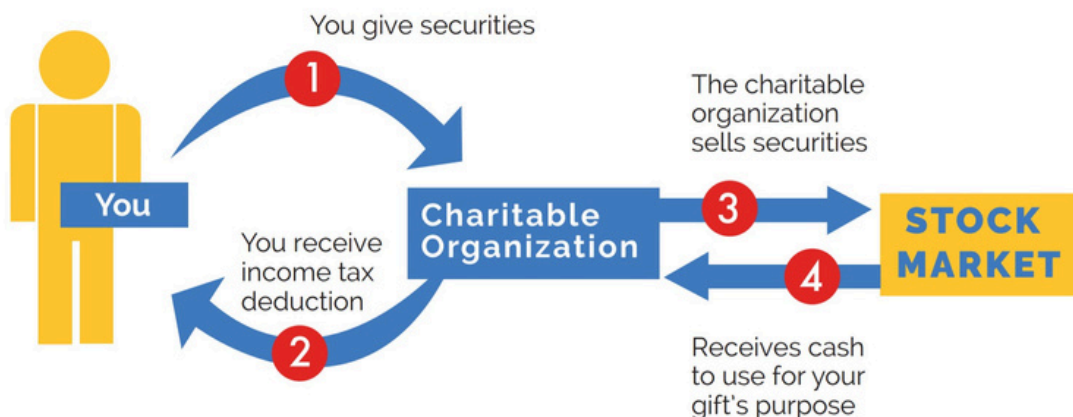 You give securities
1
You
Charitable
Organization
You receive
income tax
deduction
2
The charitable
organization
sells securities
3
STOCK
MARKET
4
Receives cash
to use for your
gift's purpose